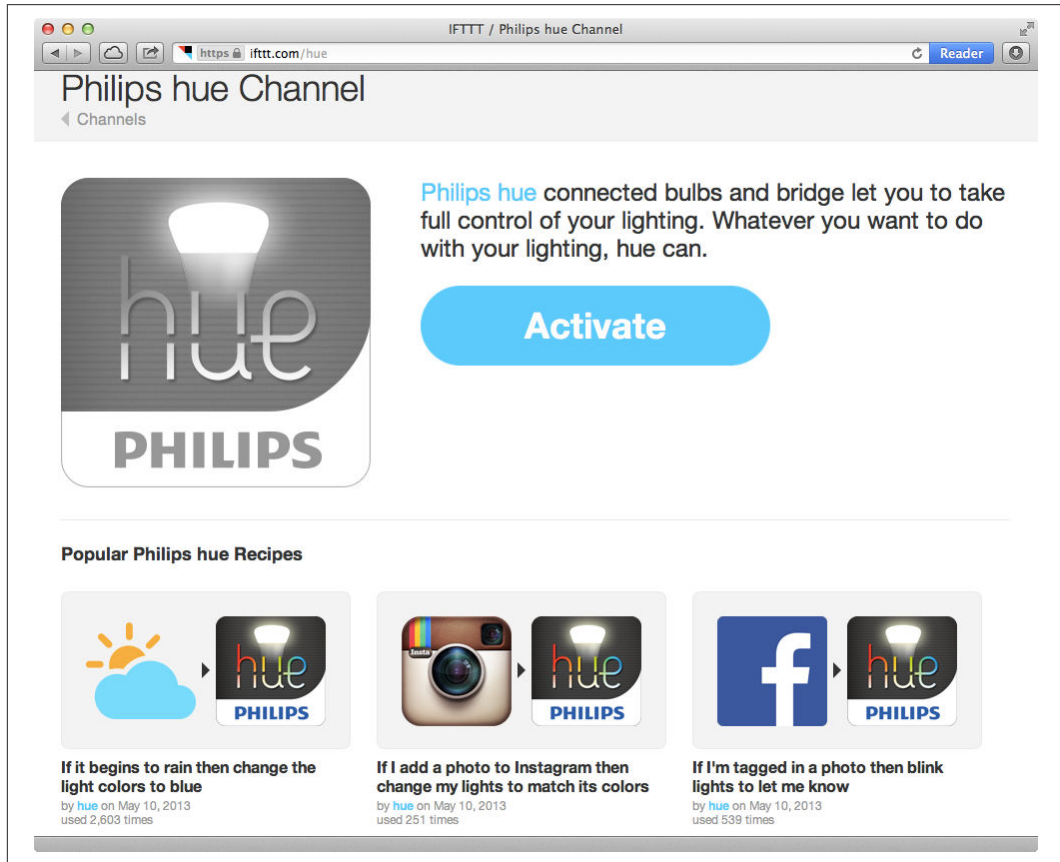 IFTTT / Philips hue Channel
https ifttt.com/hue
Reader
Philips hue Channel
Channels
hue
PHILIPS
Philips hue connected bulbs and bridge let you to take
full control of your lighting. Whatever you want to do
with your lighting, hue can.
Activate
Popular Philips hue Recipes
hue
PHILIPS
Insta
hue
PHILIPS
f
hue
PHILIPS
If it begins to rain then change the
light colors to blue
by hue on May 10, 2013
used 2,603 times
If I add a photo to Instagram then
change my lights to match its colors
by hue on May 10, 2013
used 251 times
If I'm tagged in a photo then blink
lights to let me know
by hue on May 10, 2013
used 539 times